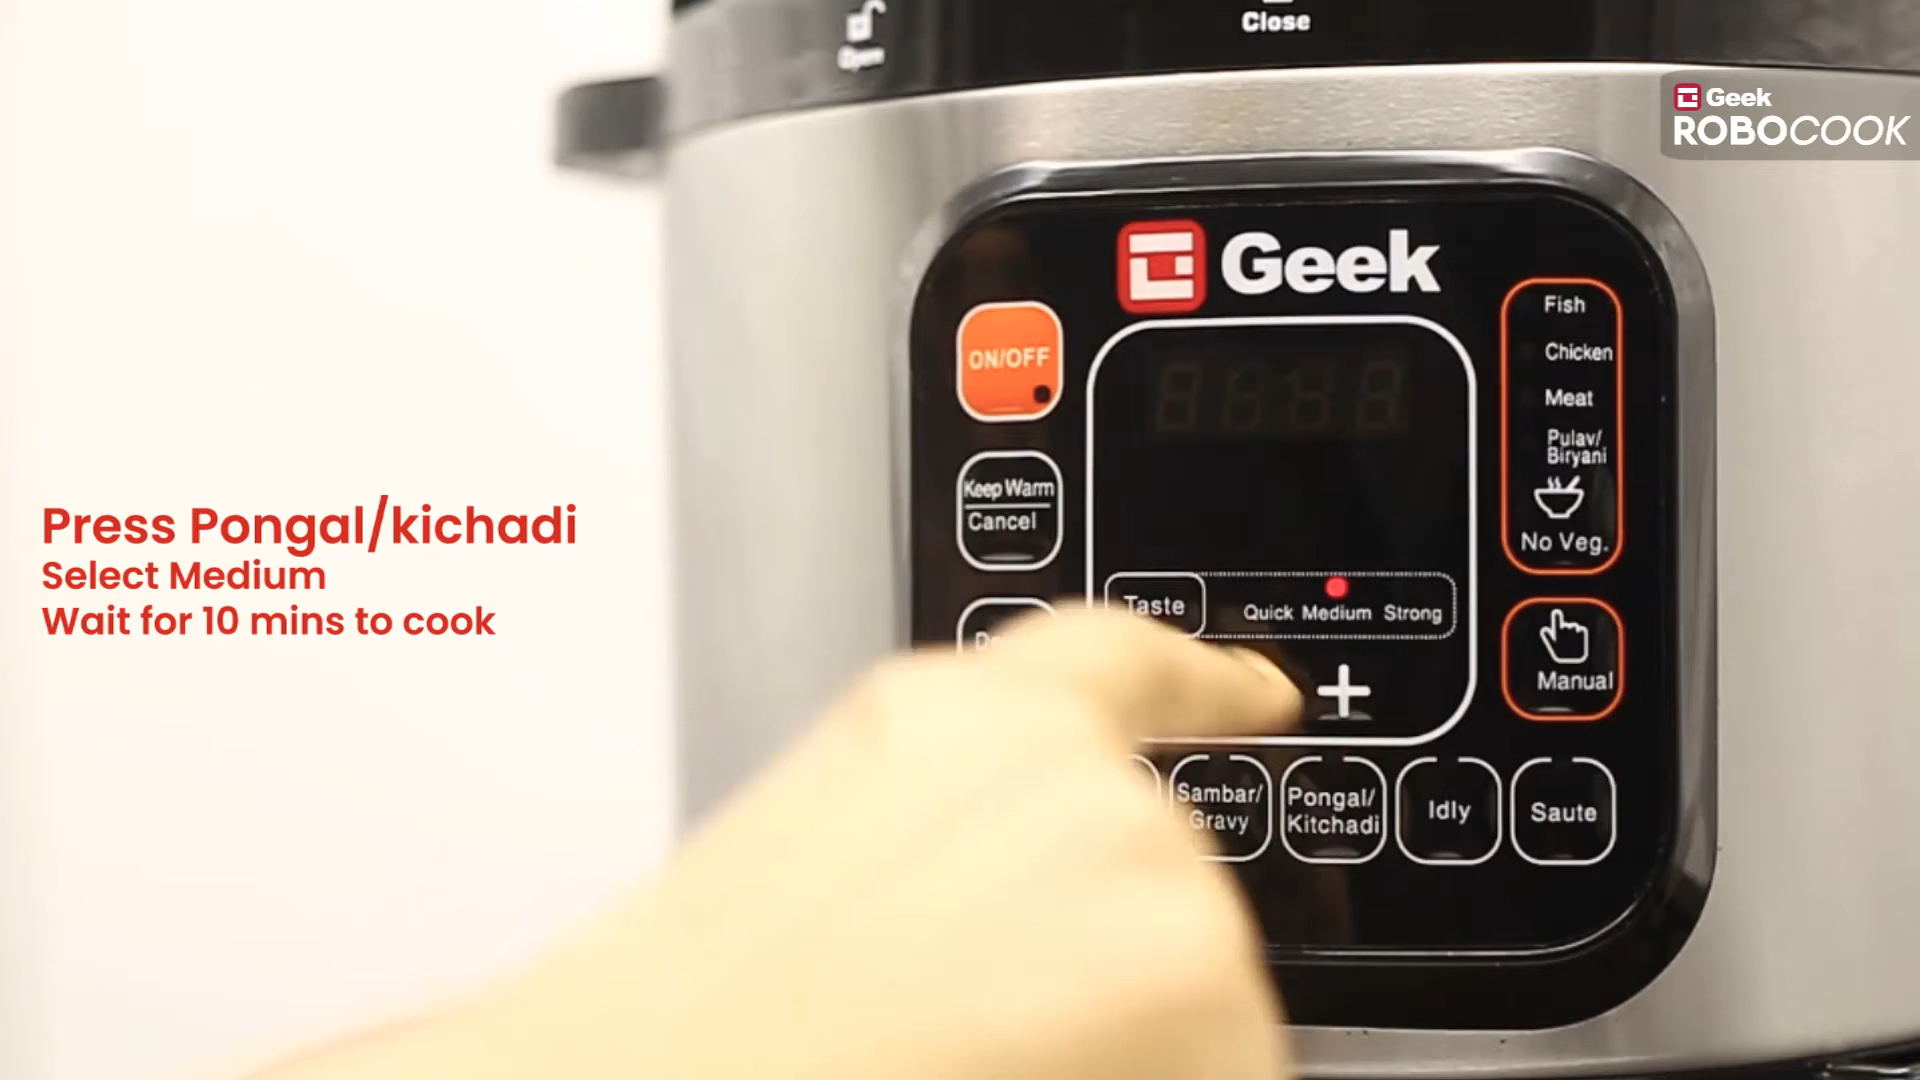 Open
Close
Geek
ROBOCOOK
Geek
ON/OFF
Keep Warm
Cancel
Fish
Chicken
Meat
Pulav/
Biryani
No Veg.
Taste
Quick Medium Strong
+
Manual
Sambar/
Gravy
Pongal/
Kitchadi
Idly
Saute
Press Pongal/kichadi
Select Medium
Wait for 10 mins to cook